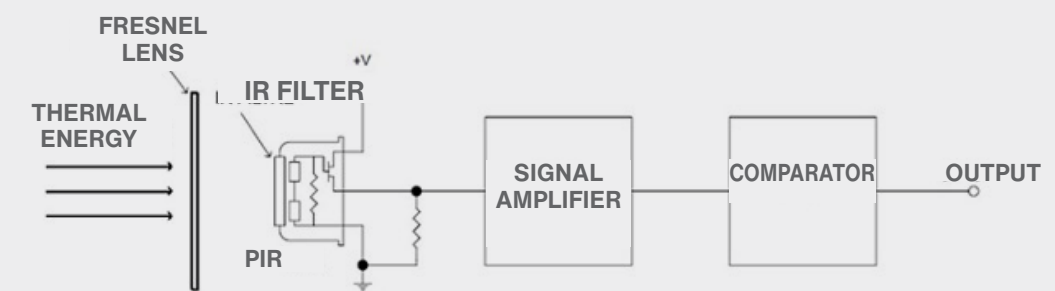 FRESNEL
LENS
+V
IR FILTER
THERMAL
ENERGY
SIGNAL
AMPLIFIER
COMPARATOR
OUTPUT
PIR